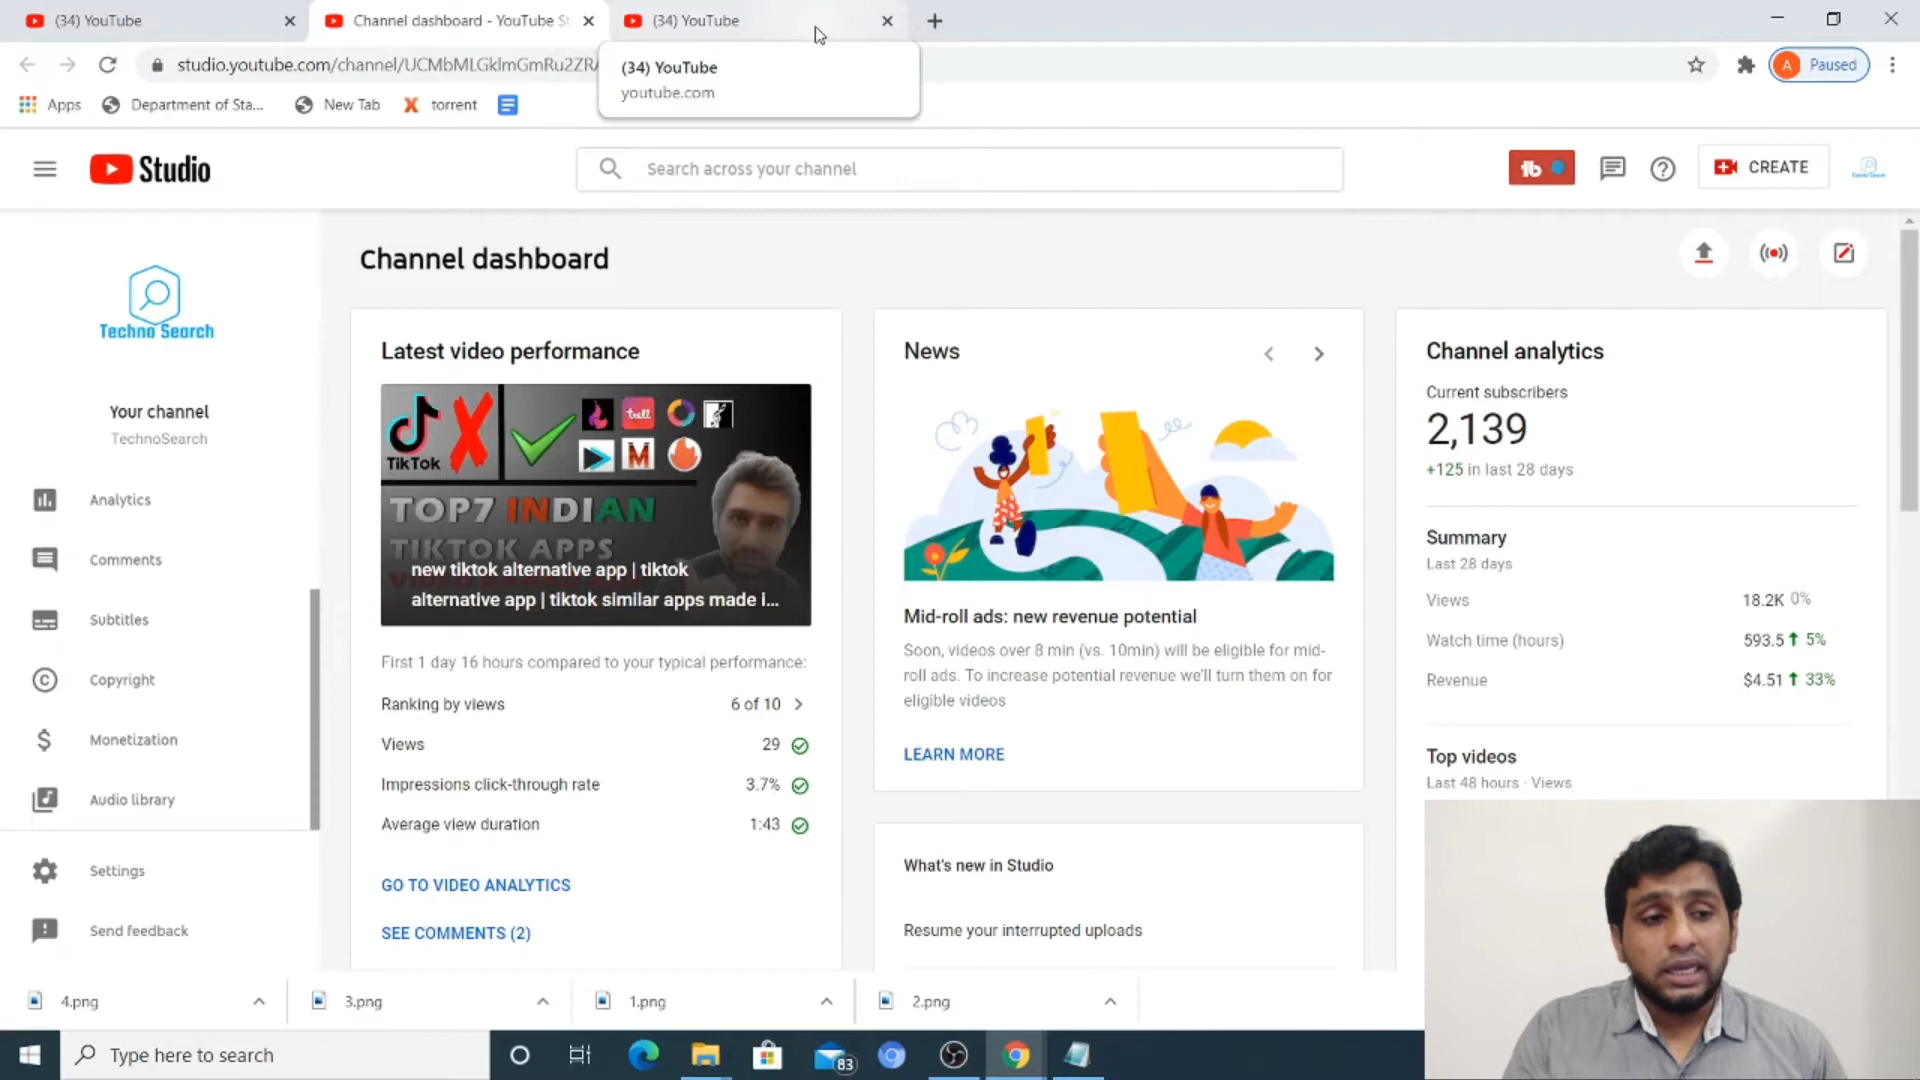 (34) YouTube
Channel dashboard - YouTube St
(34) YouTube
studio.youtube.com/channel/UCMbMLGklmGmRu2ZRA
(34) YouTube
youtube.com
A Paused
Apps
Department of Sta...
New Tab
torrent
Studio
Search across your channel
tb
CREATE
Techno Search
Your channel
TechnoSearch
Analytics
Comments
Subtitles
Copyright
Monetization
Audio library
Settings
Send feedback
Channel dashboard
Latest video performance
TikTok
trell
M
TOP7 INDIAN
TIKTOK APPS
new tiktok alternative app | tiktok
alternative app | tiktok similar apps made i...
First 1 day 16 hours compared to your typical performance:
Ranking by views 6 of 10
Views 29
Impressions click-through rate 3.7%
Average view duration 1:43
GO TO VIDEO ANALYTICS
SEE COMMENTS (2)
News
Mid-roll ads: new revenue potential
Soon, videos over 8 min (vs. 10min) will be eligible for mid-
roll ads. To increase potential revenue we'll turn them on for
eligible videos
LEARN MORE
What's new in Studio
Resume your interrupted uploads
Channel analytics
Current subscribers
2,139
+125 in last 28 days
Summary
Last 28 days
Views 18.2K 0%
Watch time (hours) 593.5 5%
Revenue $4.51 33%
Top videos
Last 48 hours · Views
4.png
3.png
1.png
2.png
Type here to search
83